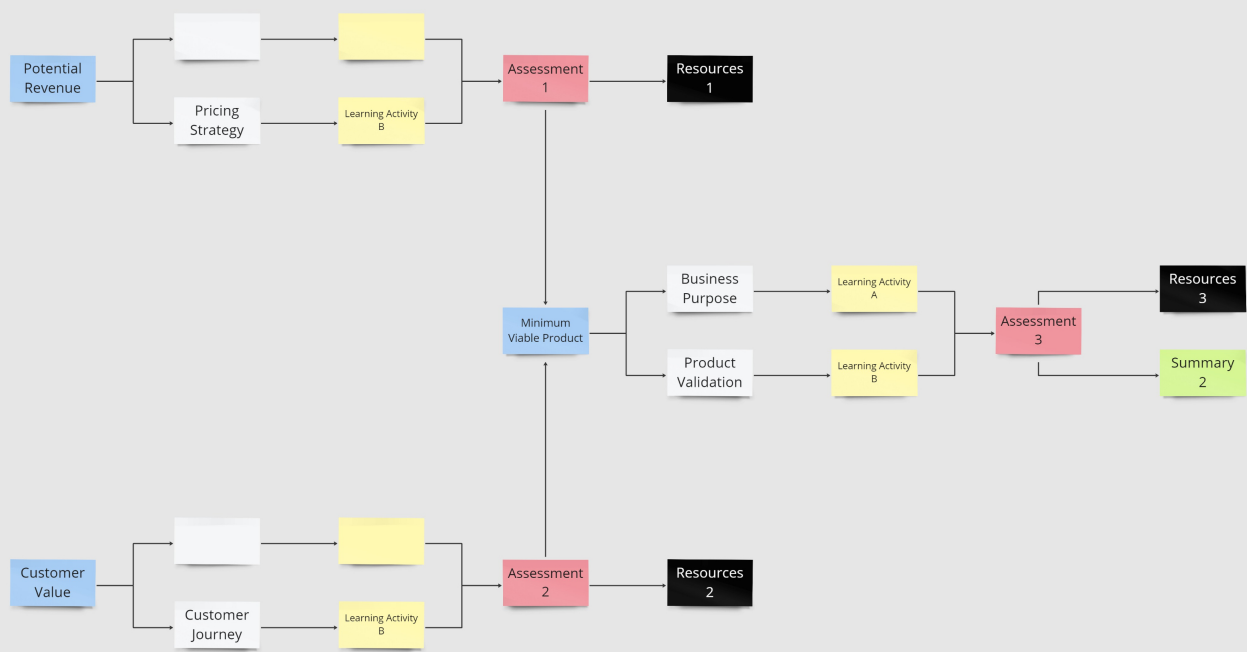 Potential
Revenue
Pricing
Strategy
Learning Activity
B
Assessment
1
Resources
1
Minimum
Viable Product
Business
Purpose
Learning Activity
A
Product
Validation
Learning Activity
B
Assessment
3
Resources
3
Summary
2
Customer
Value
Customer
Journey
Learning Activity
B
Assessment
2
Resources
2